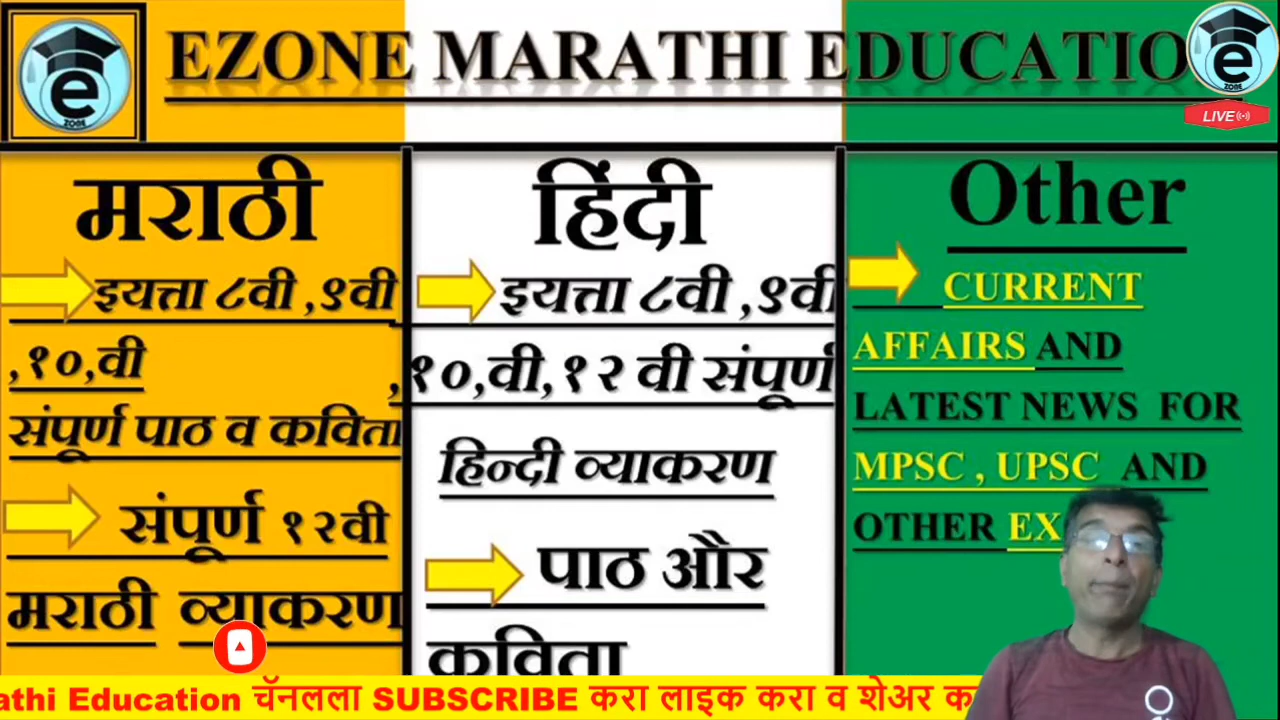 EZONE MARATHI EDUCATIO
e
ZOBE
e
ZOBE
LIVE
मराठी
इयत्ता ८वी ,९वी
,१०,वी
संपूर्ण पाठ व कविता
संपूर्ण १२वी
मराठी व्याकरण
हिंदी
इयत्ता ८वी ,९वी
,१०,वी,१२ वी संपूर्ण
हिन्दी व्याकरण
पाठ और
कविता
Other
CURRENT
AFFAIRS AND
LATEST NEWS FOR
MPSC , UPSC AND
OTHER EX
athi Education चॅनलला SUBSCRIBE करा लाइक करा व शेअर क